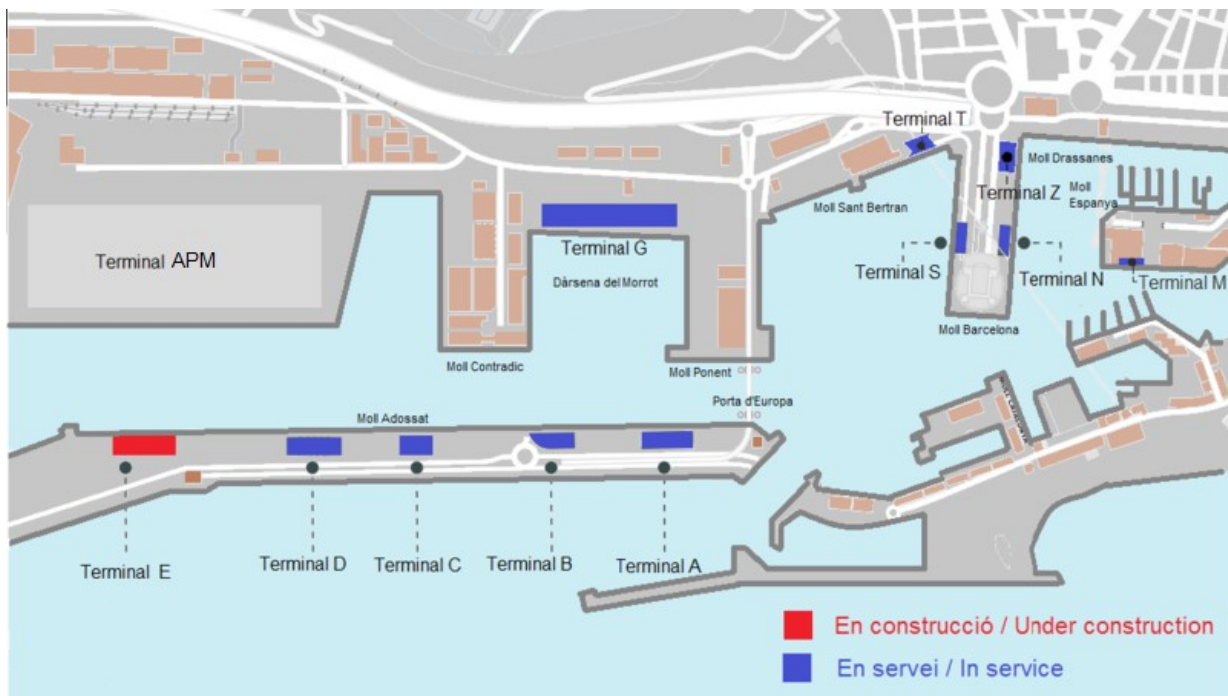 Terminal T
Moll Drassanes
Terminal Z
Moll
Espanya
Moll Sant Bertran
Terminal G
Terminal APM
Terminal S
Terminal N
Terminal M
Dàrsena del Morrot
Moll Barcelona
Moll Contradic
Moll Ponent
Porta d'Europa
Moll Adossat
Terminal E
Terminal D
Terminal C
Terminal B
Terminal A
En construcció / Under construction
En servei / In service